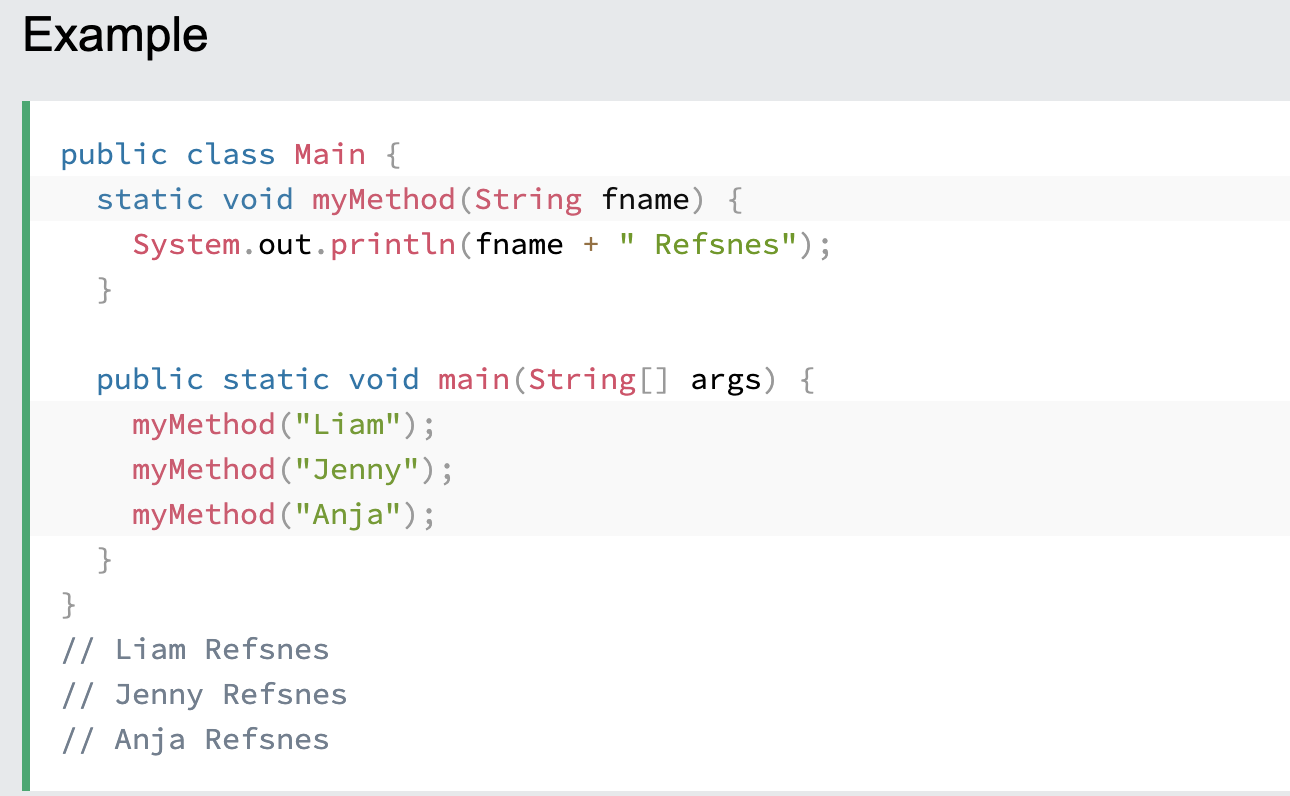 Example
public class Main {
  static void myMethod(String fname) {
    System.out.println(fname + " Refsnes");
  }

  public static void main(String[] args) {
    myMethod("Liam");
    myMethod("Jenny");
    myMethod("Anja");
  }
}
// Liam Refsnes
// Jenny Refsnes
// Anja Refsnes